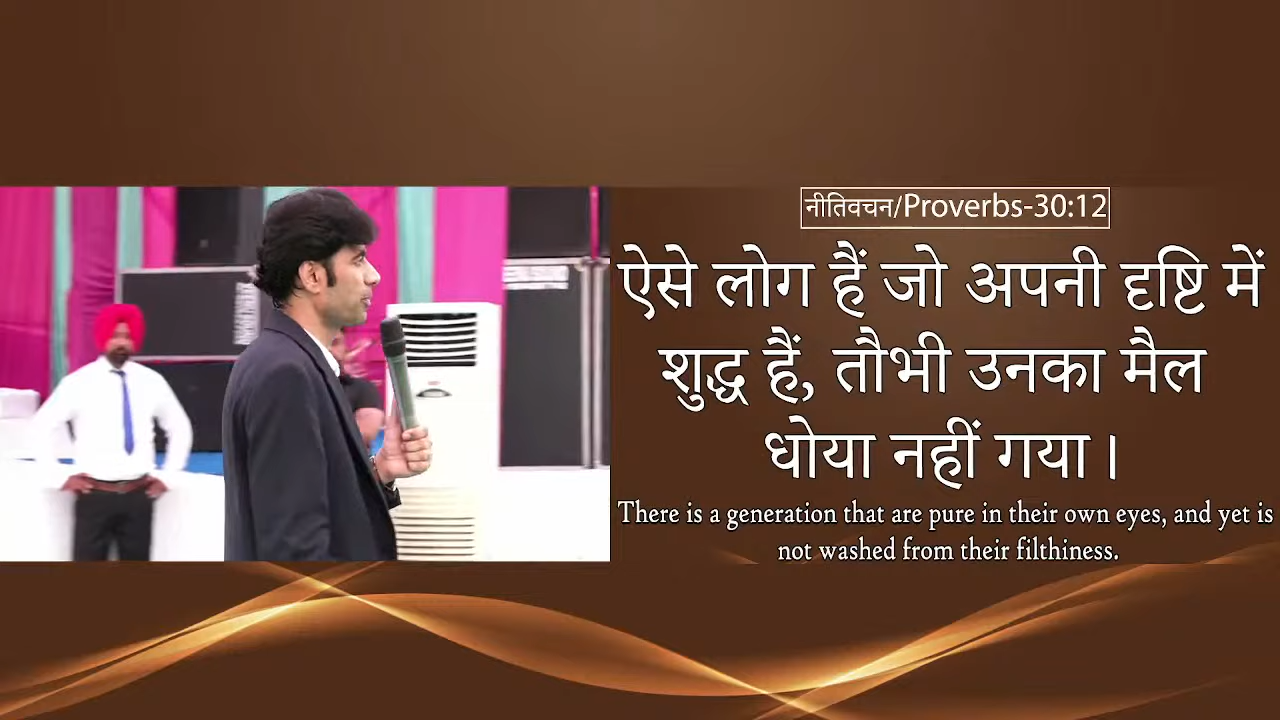 नीतिवचन/Proverbs-30:12
ऐसे लोग हैं जो अपनी दृष्टि में
शुद्ध हैं, तौभी उनका मैल
धोया नहीं गया।
There is a generation that are pure in their own eyes, and yet is
not washed from their filthiness.